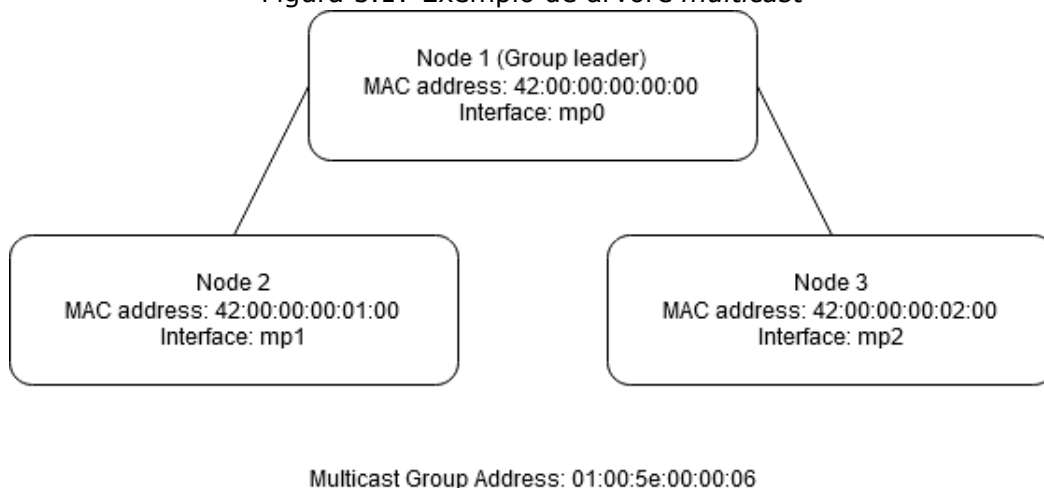 Figura 3.1: Exemplo de árvore multicast
Node 1 (Group leader)
MAC address: 42:00:00:00:00:00
Interface: mp0
Node 2
MAC address: 42:00:00:00:01:00
Interface: mp1
Node 3
MAC address: 42:00:00:00:02:00
Interface: mp2
Multicast Group Address: 01:00:5e:00:00:06